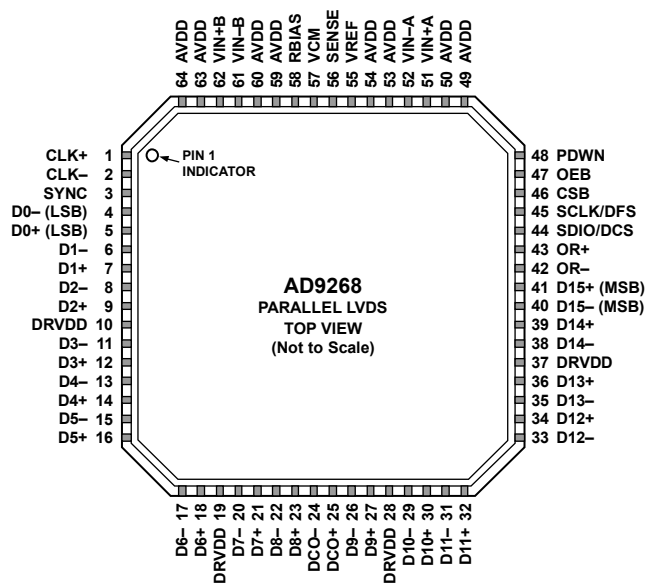 64 AVDD
63 AVDD
62 VIN+B
61 VIN–B
60 AVDD
59 AVDD
58 RBIAS
57 VCM
56 SENSE
55 VREF
54 AVDD
53 AVDD
52 VIN–A
51 VIN+A
50 AVDD
49 AVDD
CLK+ 1
CLK– 2
SYNC 3
D0– (LSB) 4
D0+ (LSB) 5
D1– 6
D1+ 7
D2– 8
D2+ 9
DRVDD 10
D3– 11
D3+ 12
D4– 13
D4+ 14
D5– 15
D5+ 16
PIN 1
INDICATOR
AD9268
PARALLEL LVDS
TOP VIEW
(Not to Scale)
48 PDWN
47 OEB
46 CSB
45 SCLK/DFS
44 SDIO/DCS
43 OR+
42 OR–
41 D15+ (MSB)
40 D15– (MSB)
39 D14+
38 D14–
37 DRVDD
36 D13+
35 D13–
34 D12+
33 D12–
D6– 17
D6+ 18
DRVDD 19
D7– 20
D7+ 21
D8– 22
D8+ 23
DCO– 24
DCO+ 25
D9– 26
D9+ 27
DRVDD 28
D10– 29
D10+ 30
D11– 31
D11+ 32